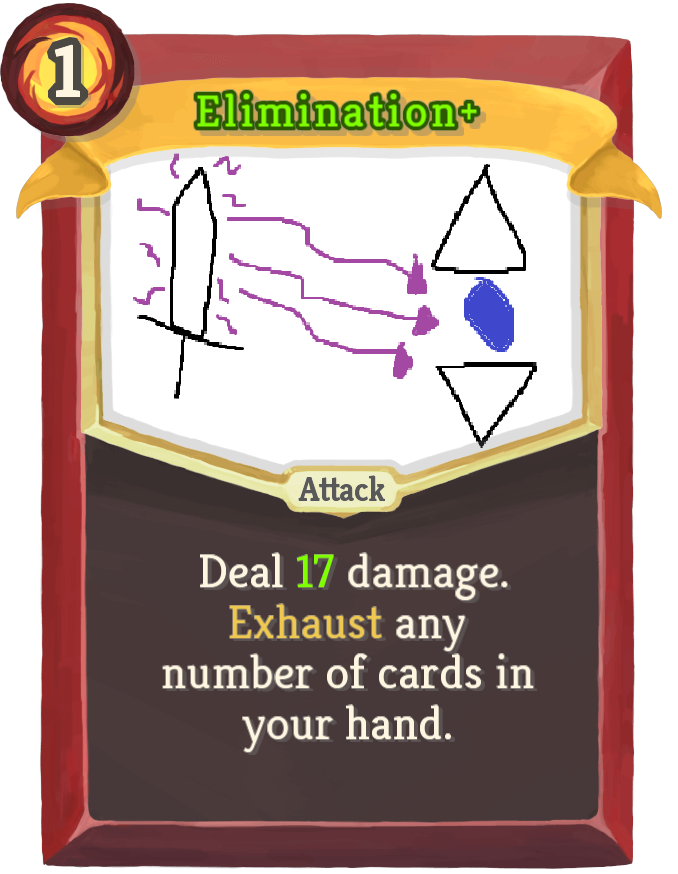 1
Elimination+
Attack
Deal 17 damage.
Exhaust any
number of cards in
your hand.